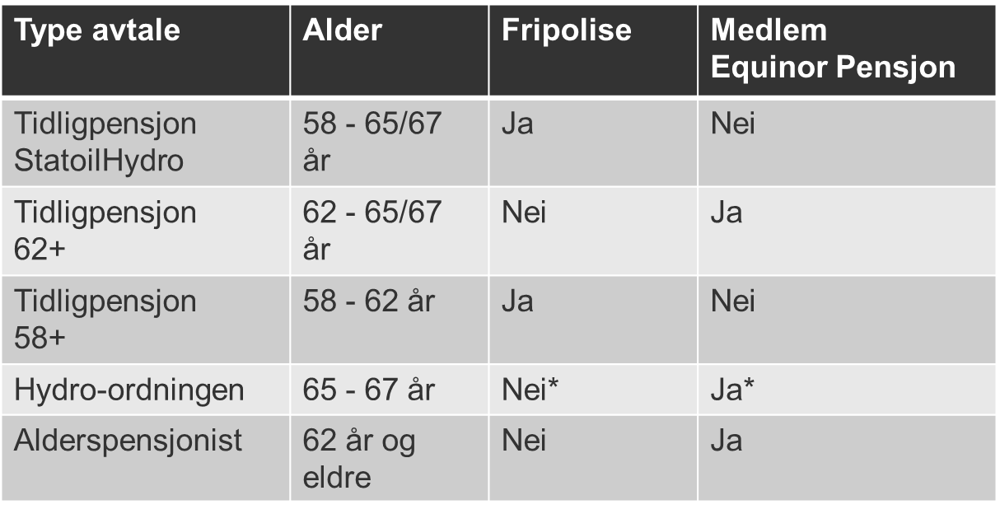 Type avtale Alder Fripolise Medlem
Equinor Pensjon
Tidligpensjon 58 - 65/67 Ja Nei
StatoilHydro år
Tidligpensjon 62 - 65/67 Nei Ja
62+ år
Tidligpensjon 58 - 62 år Ja Nei
58+
Hydro-ordningen 65 - 67 år Nei* Ja*
Alderspensjonist 62 år og Nei Ja
eldre